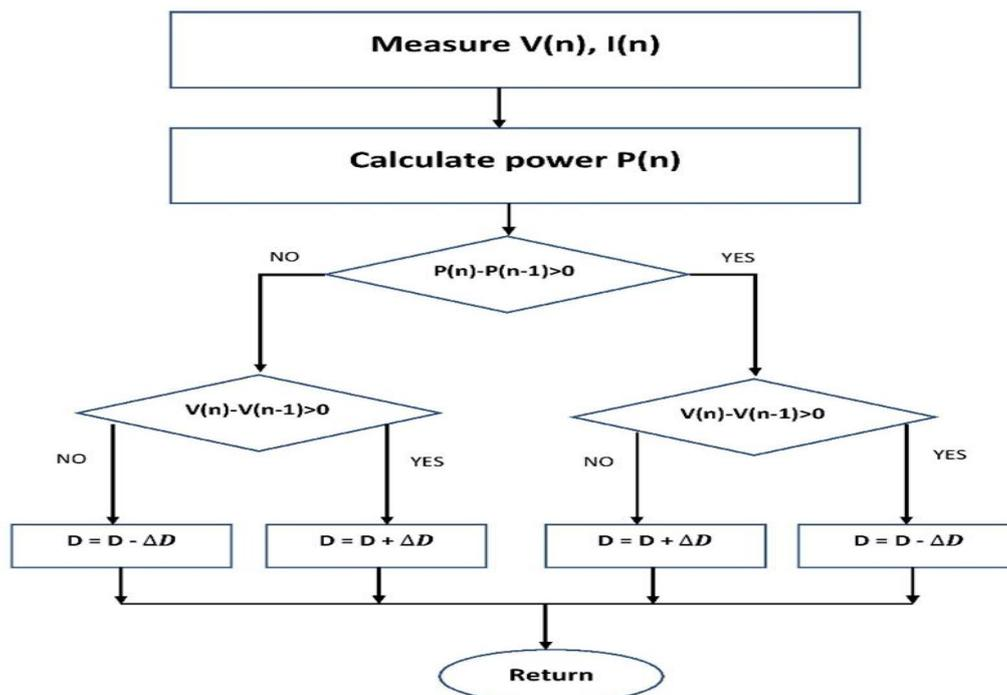 Measure V(n), I(n)
Calculate power P(n)
NO
P(n)-P(n-1)>0
YES
V(n)-V(n-1)>0
V(n)-V(n-1)>0
NO
YES
NO
YES
D = D - ΔD
D = D + ΔD
D = D + ΔD
D = D - ΔD
Return